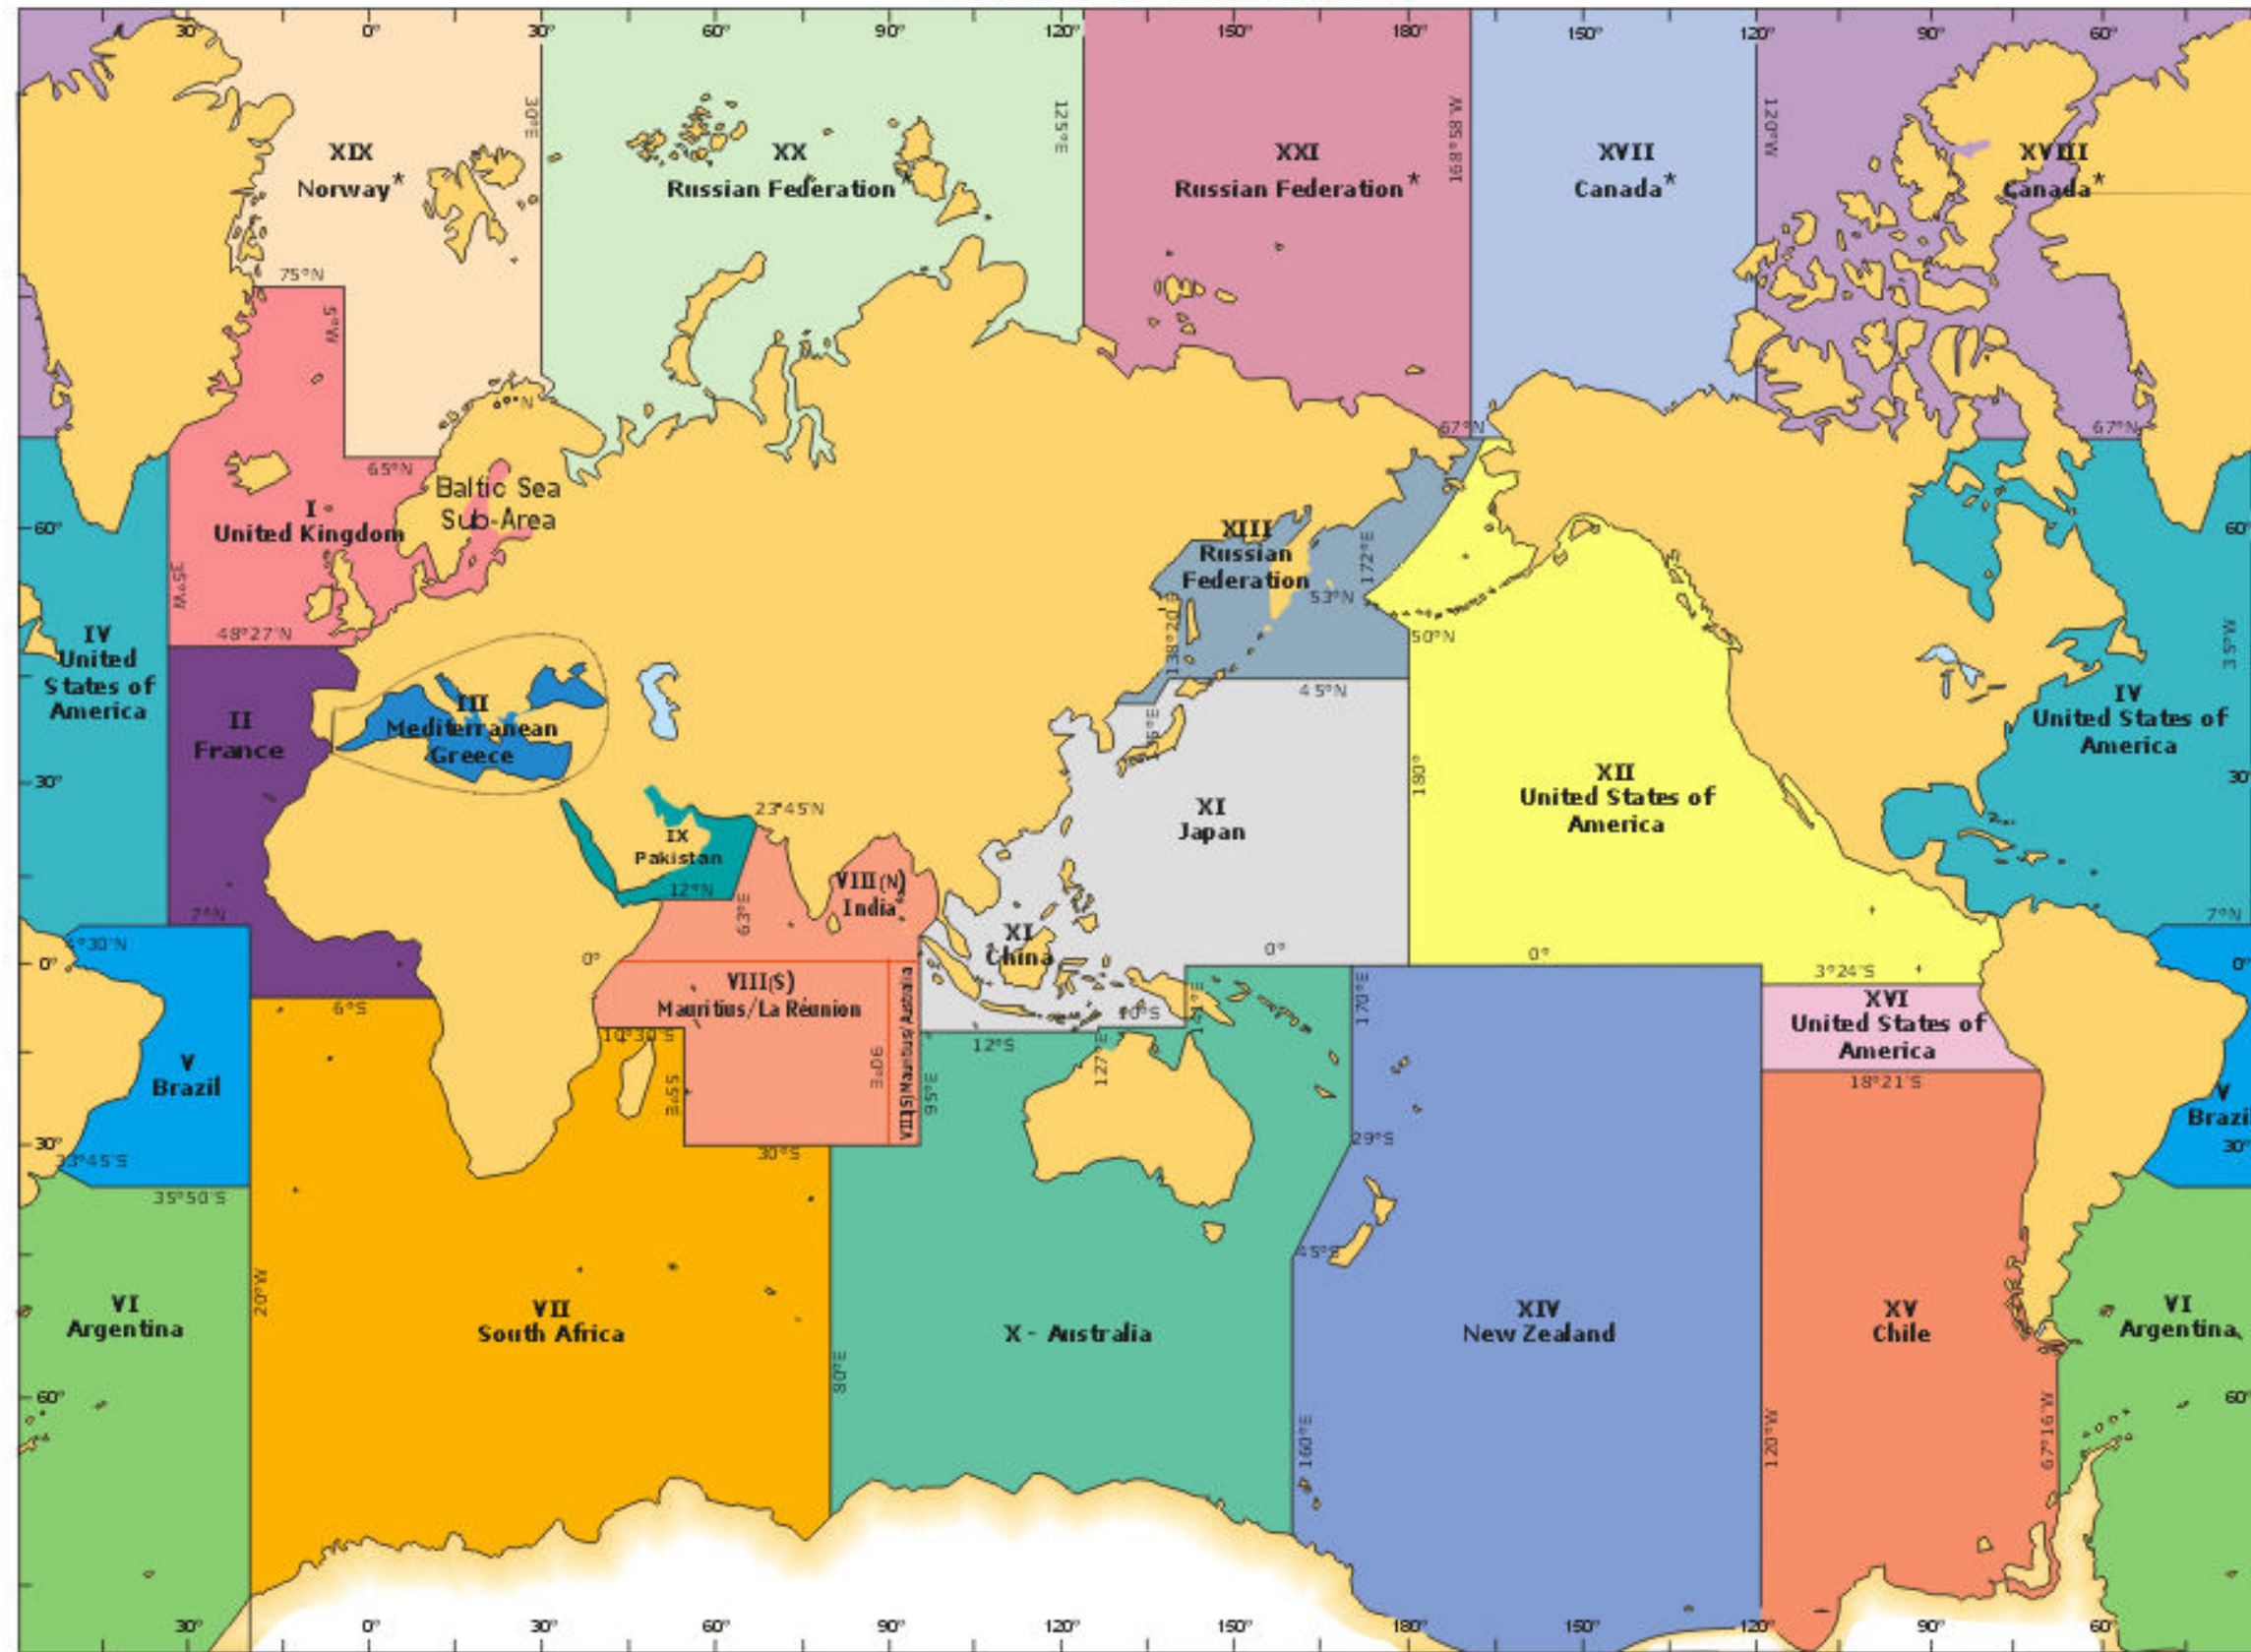 30° 0° 30° 60° 90° 120° 150° 180° 150° 120° 90° 60°
30°E
125°E
168°58'W
120°W
XIX
Norway*
XX
Russian Federation*
XXI
Russian Federation*
XVII
Canada*
XVIII
Canada*
75°N
5°W
65°N
67°N
67°N
Baltic Sea
Sub-Area
I
United Kingdom
35°W
48°27'N
60°
60°
XIII
Russian
Federation
172°E
53°N
138°20'E
50°N
45°N
IV
United
States of
America
II
France
III
Mediterranean
Greece
180°
35°W
IV
United States of
America
30°
30°
XII
United States of
America
XI
Japan
23°45'N
IX
Pakistan
12°N
63°E
VIII(N)
India
7°N
7°N
4°30'N
0°
0°
0°
0°
0°
XI
China
3°24'S
6°S
VIII(S)
Mauritius/La Réunion
VIII(S)Mauritius/Australia
10°30'S
55°E
90°E
95°E
12°S
127°E
10°S
141°E
170°E
XVI
United States of
America
18°21'S
V
Brazil
V
Brazi
30°
30°
33°45'S
35°50'S
30°S
29°S
45°S
20°W
VI
Argentina
VII
South Africa
80°E
X - Australia
160°E
XIV
New Zealand
120°W
XV
Chile
67°16'W
VI
Argentina
60°
60°
30° 0° 30° 60° 90° 120° 150° 180° 150° 120° 90° 60°